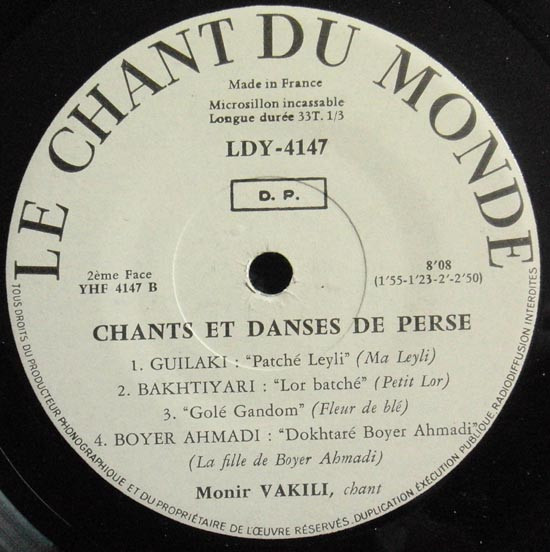 LE CHANT DU MONDE
Made in France
Microsillon incassable
Longue durée 33T. 1/3
LDY-4147
D. P.
2ème Face
YHF 4147 B
8'08
(1'55-1'23-2'-2'50)
CHANTS ET DANSES DE PERSE
1. GUILAKI : "Patché Leyli" (Ma Leyli)
2. BAKHTIYARI : "Lor batché" (Petit Lor)
3. "Golé Gandom" (Fleur de blé)
4. BOYER AHMADI : "Dokhtaré Boyer Ahmadi"
(La fille de Boyer Ahmadi)
Monir VAKILI, chant
TOUS DROITS DU PRODUCTEUR PHONOGRAPHIQUE ET DU PROPRIÉTAIRE DE L'ŒUVRE RÉSERVÉS. DUPLICATION EXÉCUTION PUBLIQUE RADIODIFFUSION INTERDITES